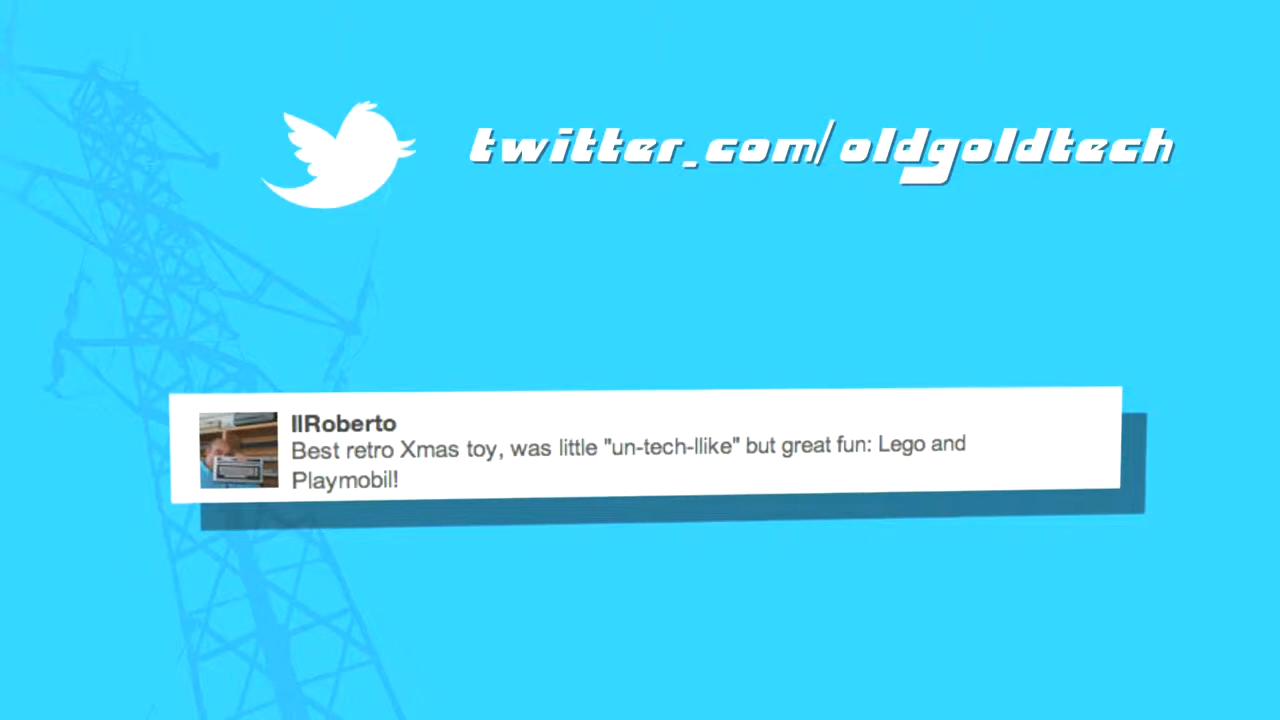 twitter.com/oldgoldtech
IlRoberto
Best retro Xmas toy, was little "un-tech-llike" but great fun: Lego and
Playmobil!